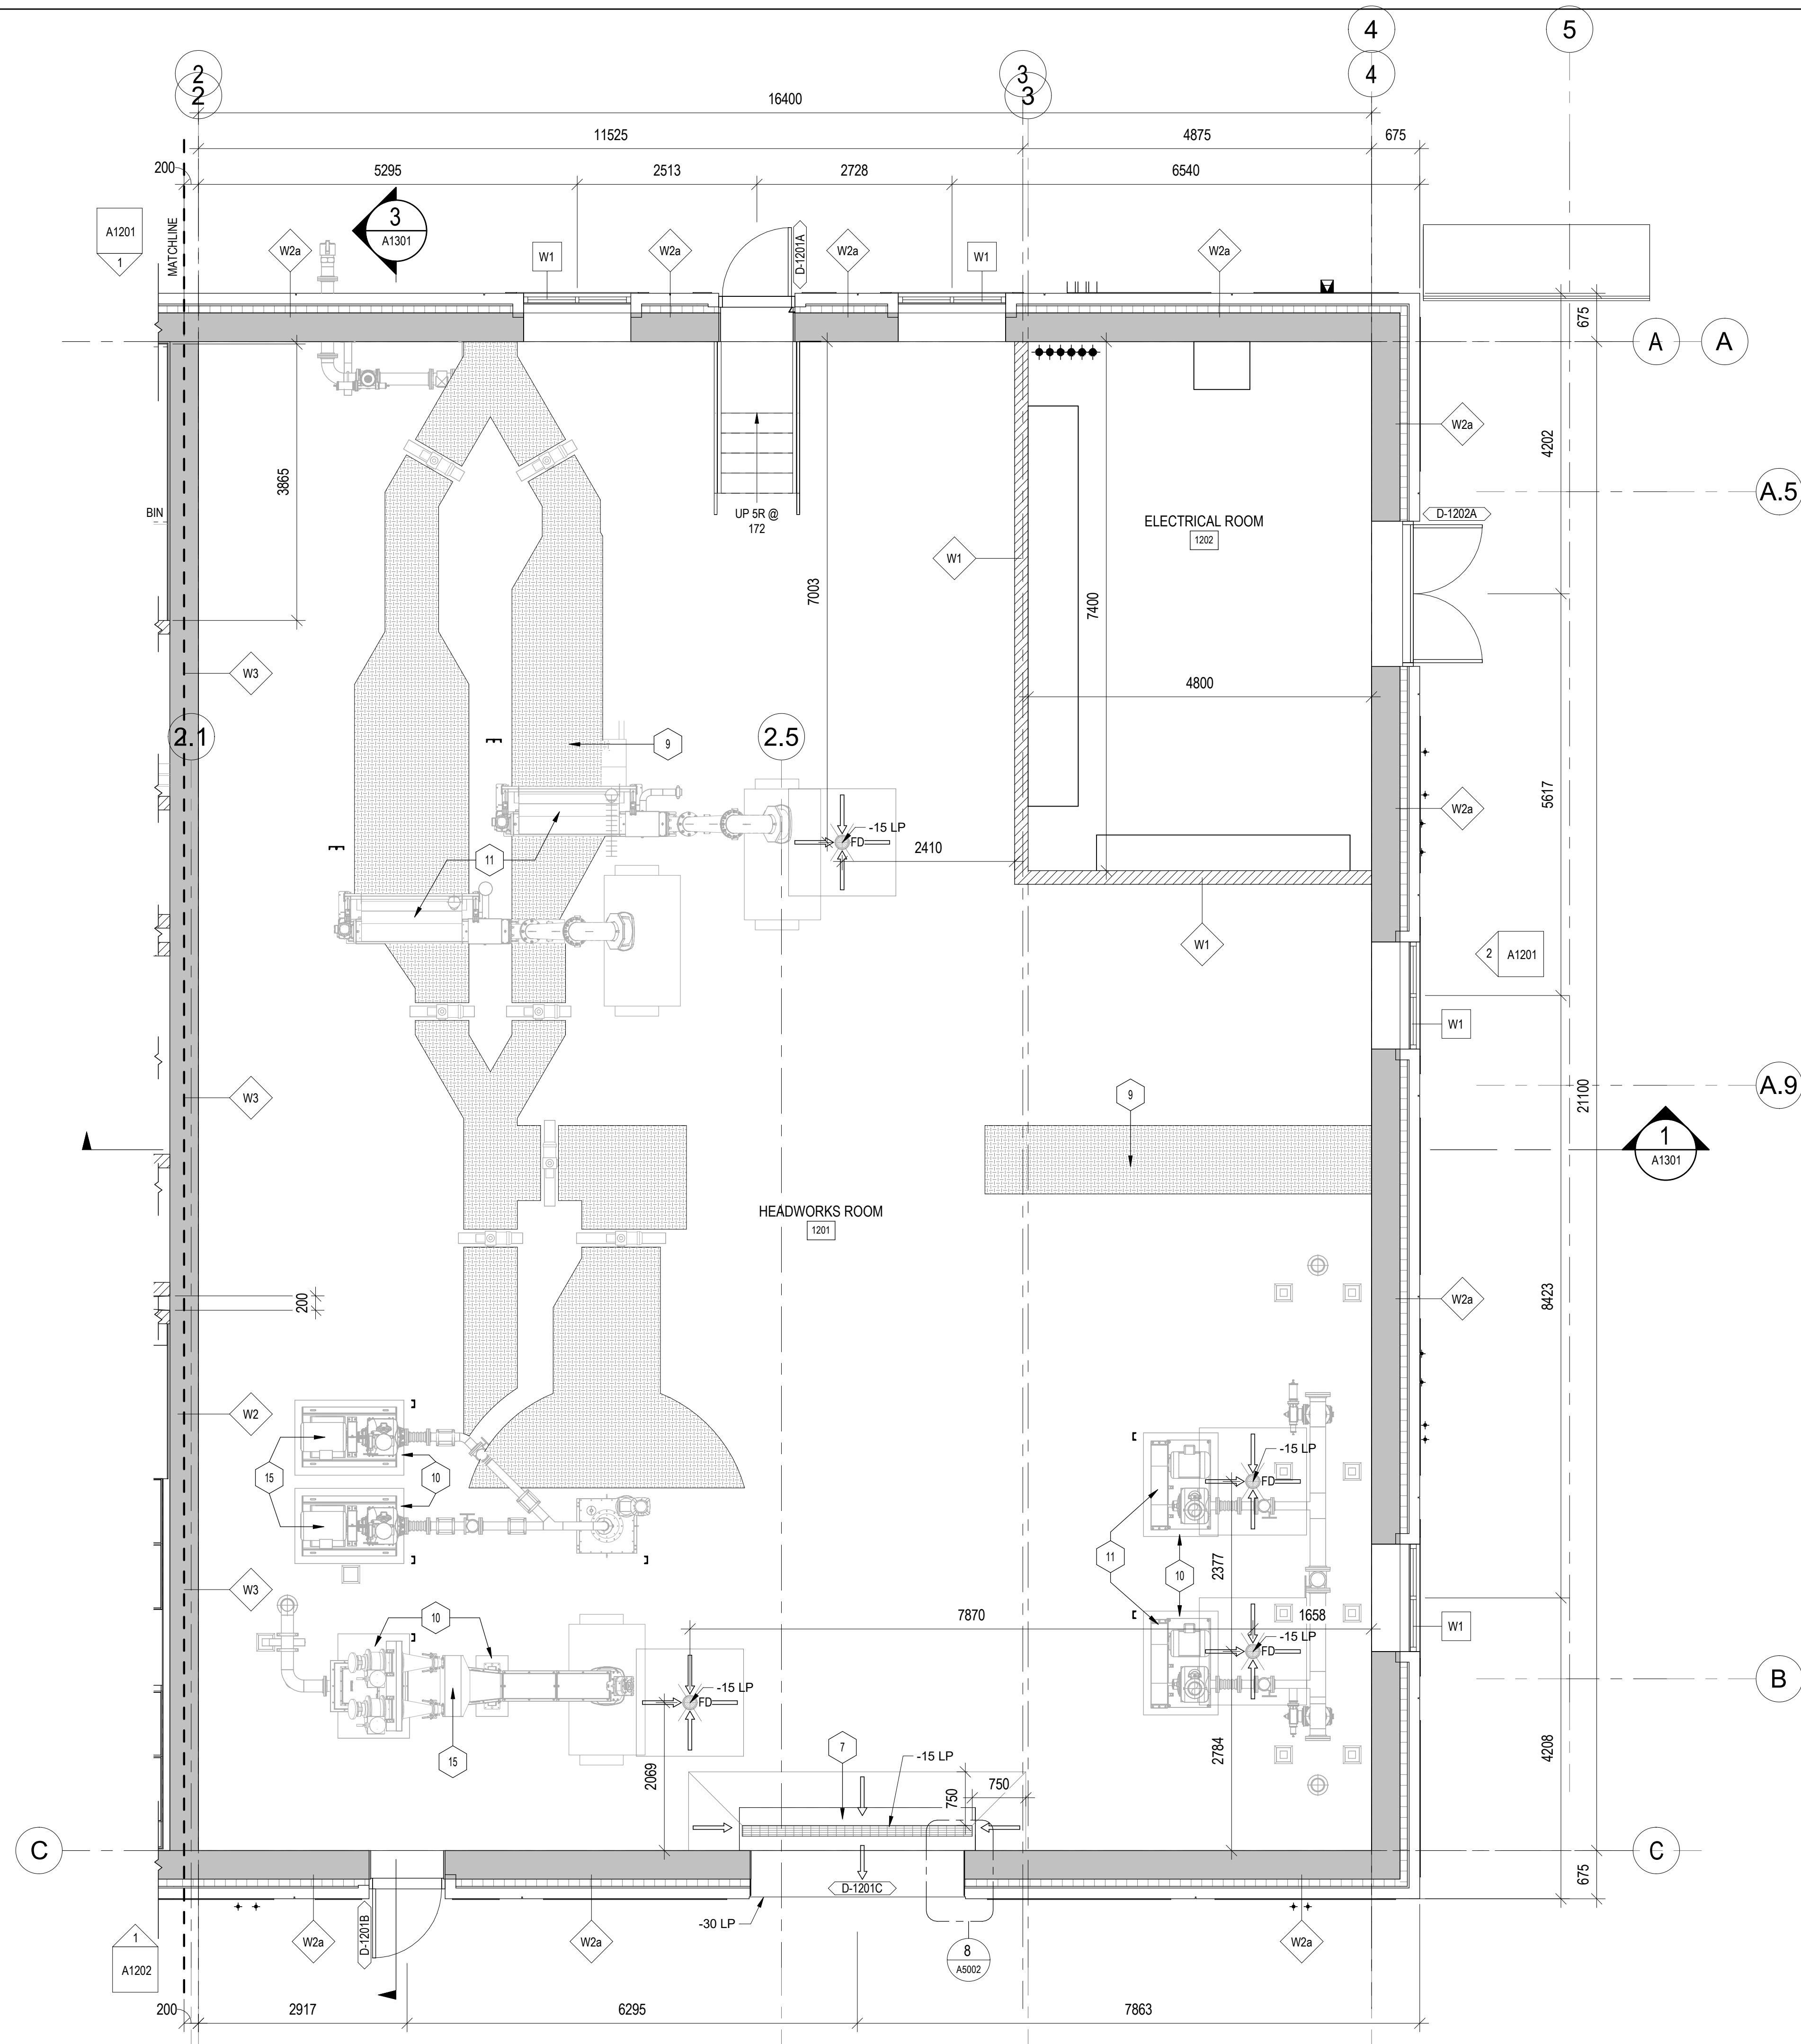 4
5
2
3
4
2
3
16400
11525
4875
675
200
5295
2513
2728
6540
A1201
1
MATCHLINE
3
A1301
W2a
W1
W2a
D-1201A
W2a
W1
W2a
675
A
A
W2a
4202
3865
A.5
BIN
UP 5R @
172
ELECTRICAL ROOM
1202
D-1202A
W1
7003
7400
W3
4800
2.1
9
2.5
W2a
5617
11
-15 LP
FD
2410
W1
2
A1201
W1
A.9
W3
9
21100
1
A1301
HEADWORKS ROOM
1201
200
W2a
8423
W2
15
10
-15 LP
FD
11
10
2377
W3
10
7870
1658
W1
-15 LP
FD
B
-15 LP
FD
15
7
-15 LP
2069
750
750
2784
4208
C
C
D-1201C
675
-30 LP
D-1201B
W2a
W2a
W2a
1
A1202
8
A5002
200
2917
6295
7863